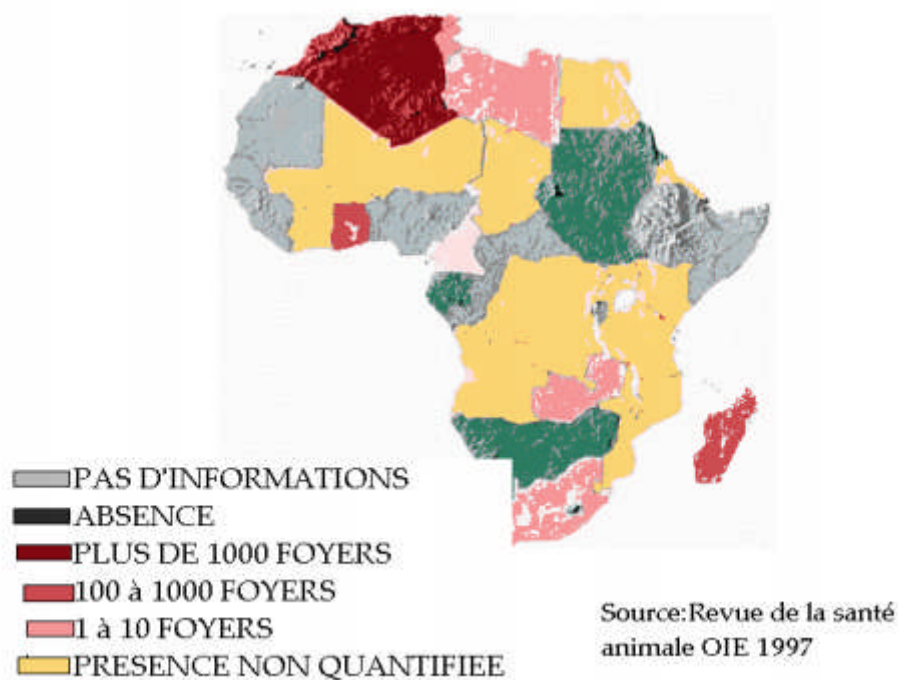 PAS D'INFORMATIONS
ABSENCE
PLUS DE 1000 FOYERS
100 à 1000 FOYERS
1 à 10 FOYERS
PRESENCE NON QUANTIFIEE
Source:Revue de la santé
animale OIE 1997